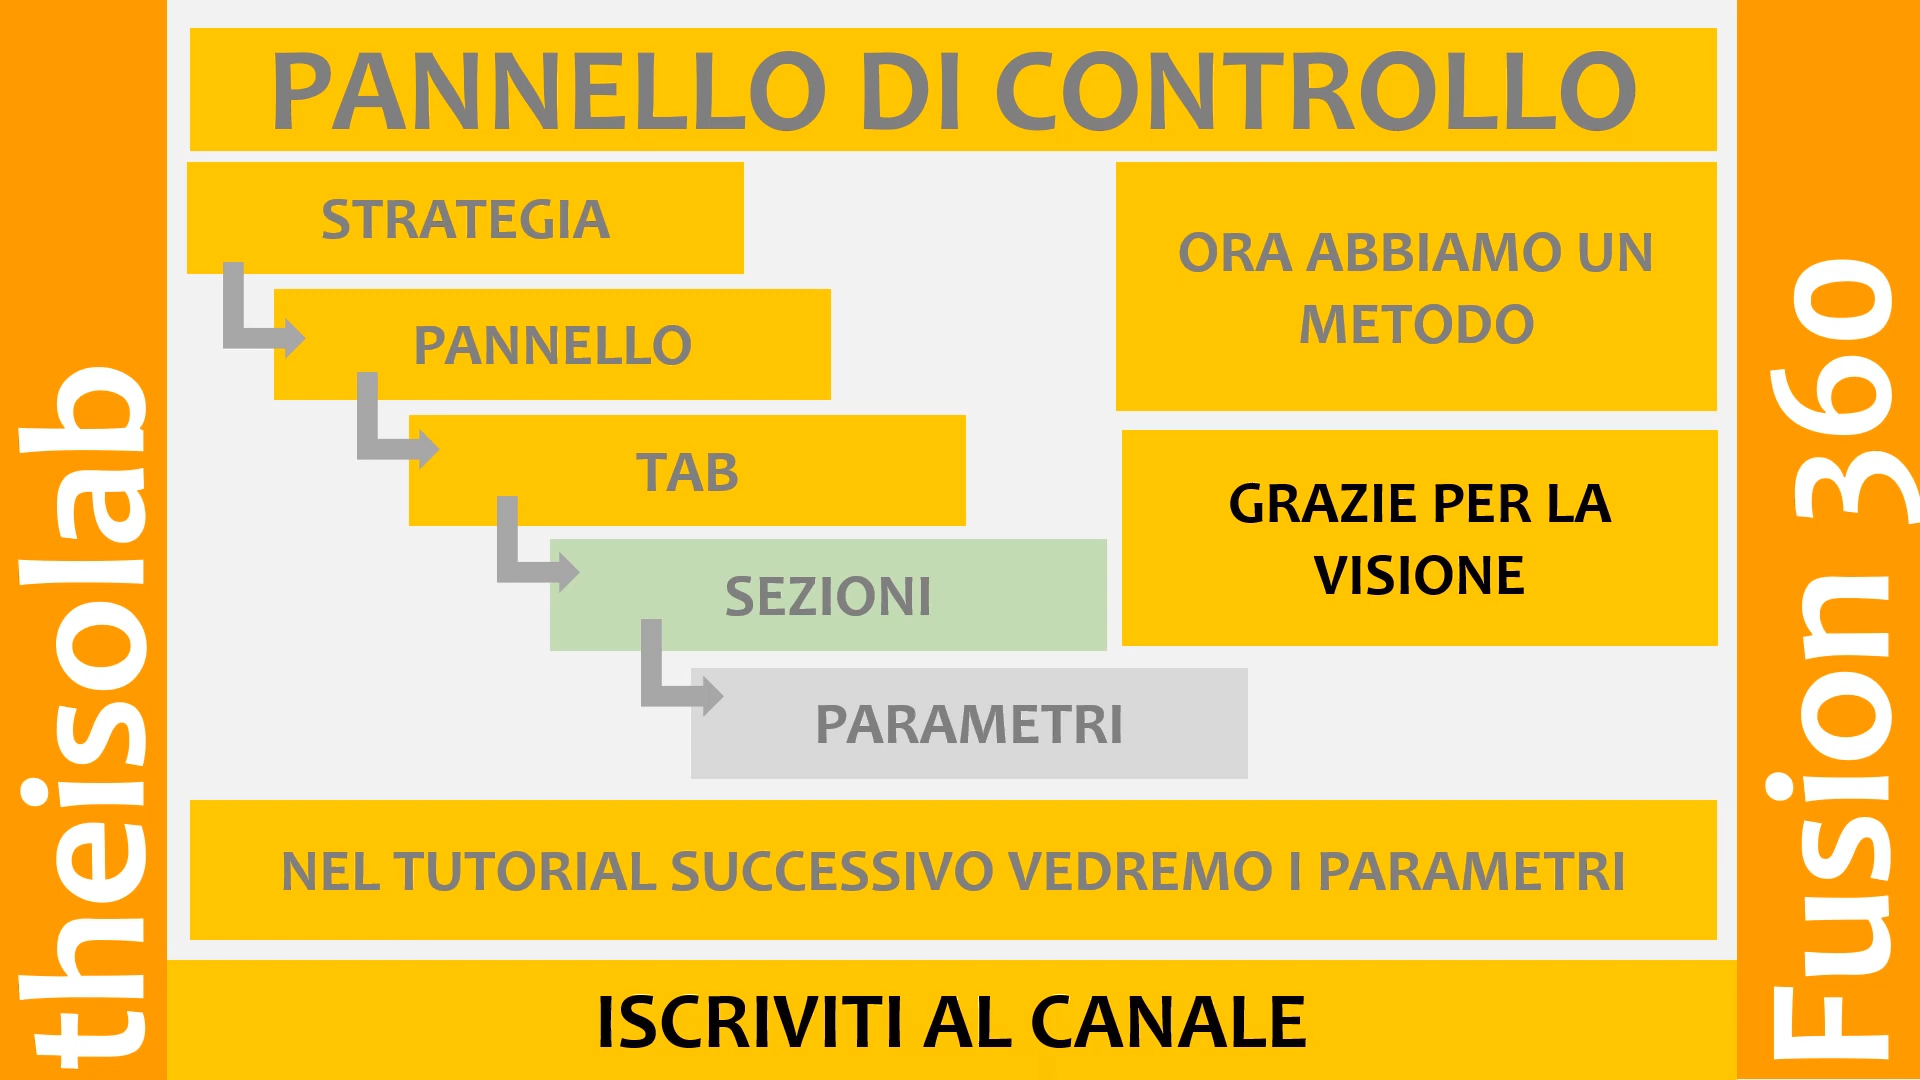 PANNELLO DI CONTROLLO
STRATEGIA
PANNELLO
TAB
SEZIONI
PARAMETRI
ORA ABBIAMO UN
METODO
GRAZIE PER LA
VISIONE
NEL TUTORIAL SUCCESSIVO VEDREMO I PARAMETRI
ISCRIVITI AL CANALE
theisolab
Fusion 360